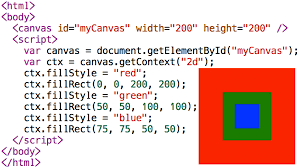 <html>
<body>
<canvas id="myCanvas" width="200" height="200" />
<script>
var canvas = document.getElementById("myCanvas");
var ctx = canvas.getContext("2d");
ctx.fillStyle = "red";
ctx.fillRect(0, 0, 200, 200);
ctx.fillStyle = "green";
ctx.fillRect(50, 50, 100, 100);
ctx.fillStyle = "blue";
ctx.fillRect(75, 75, 50, 50);
</script>
</body>
</html>